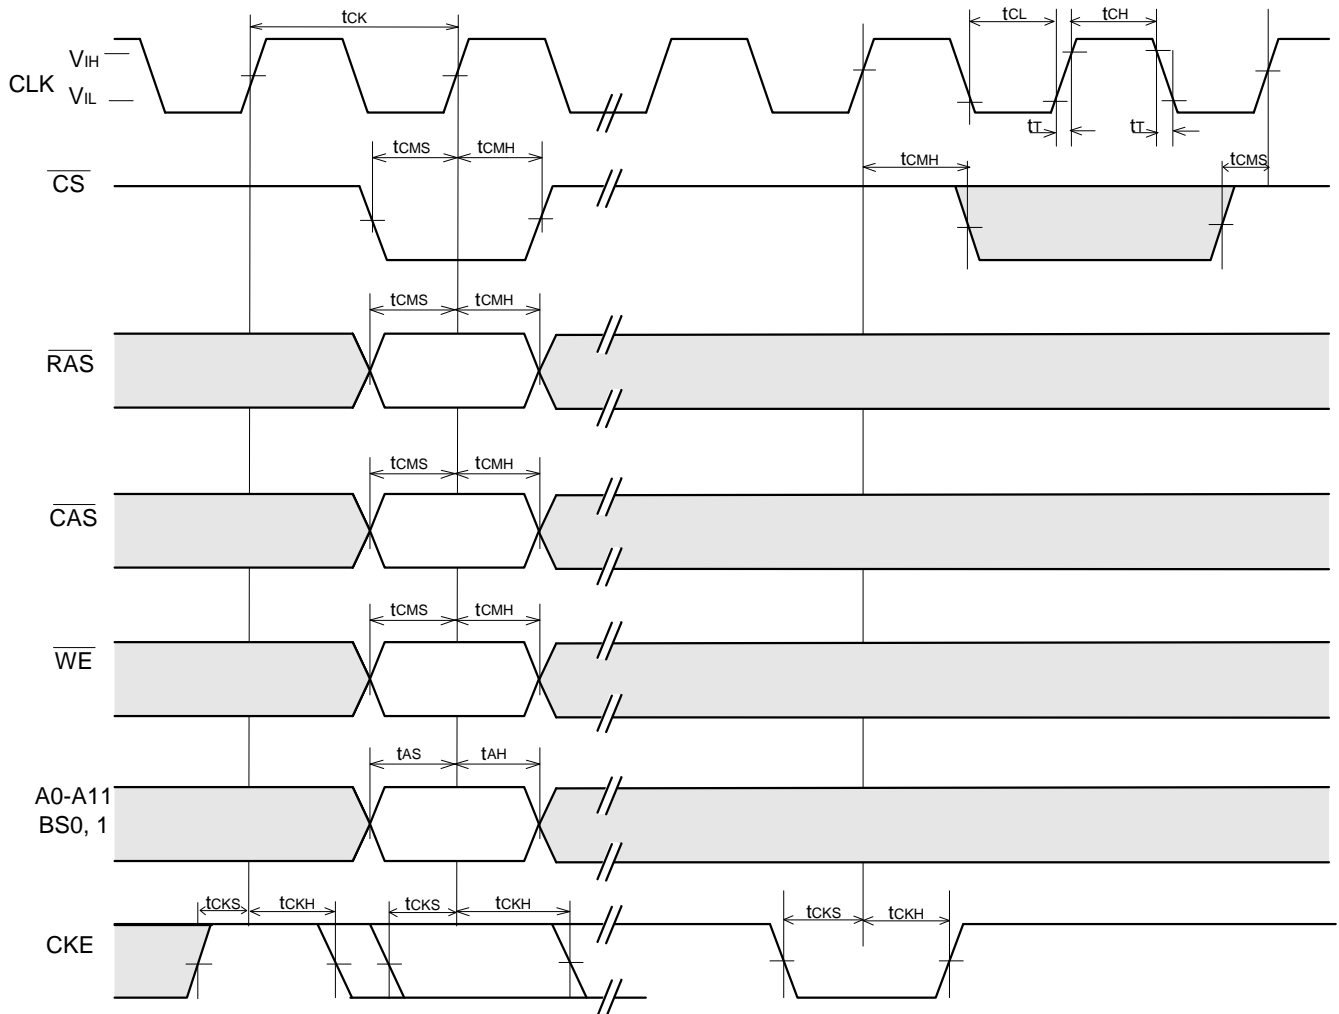 tCK
tCL
tCH
VIH
CLK
VIL
tT
tT
tCMS
tCMH
tCMH
tCMS
CS
tCMS
tCMH
RAS
tCMS
tCMH
CAS
tCMS
tCMH
WE
tAS
tAH
A0-A11
BS0, 1
tCKS
tCKH
tCKS
tCKH
tCKS
tCKH
CKE